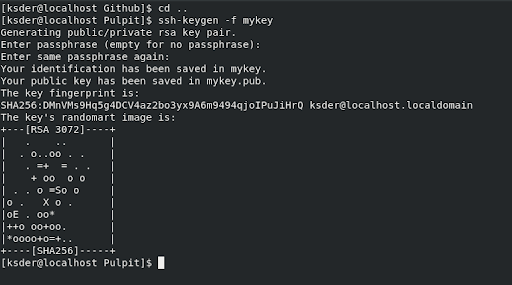 [ksder@localhost Github]$ cd ..
[ksder@localhost Pulpit]$ ssh-keygen -f mykey
Generating public/private rsa key pair.
Enter passphrase (empty for no passphrase):
Enter same passphrase again:
Your identification has been saved in mykey.
Your public key has been saved in mykey.pub.
The key fingerprint is:
SHA256:DMnVMs9Hq5g4DCV4az2bo3yx9A6m9494qjoIPuJiHrQ ksder@localhost.localdomain
The key's randomart image is:
+---[RSA 3072]----+
|   .    ..       |
|  . o..oo . .    |
|   . =+  = . .   |
|    + oo  o o    |
| . . o =So o     |
|o .   X o .      |
|oE . oo*         |
|++o oo+oo.       |
|*oooo+o=+..      |
+----[SHA256]-----+
[ksder@localhost Pulpit]$